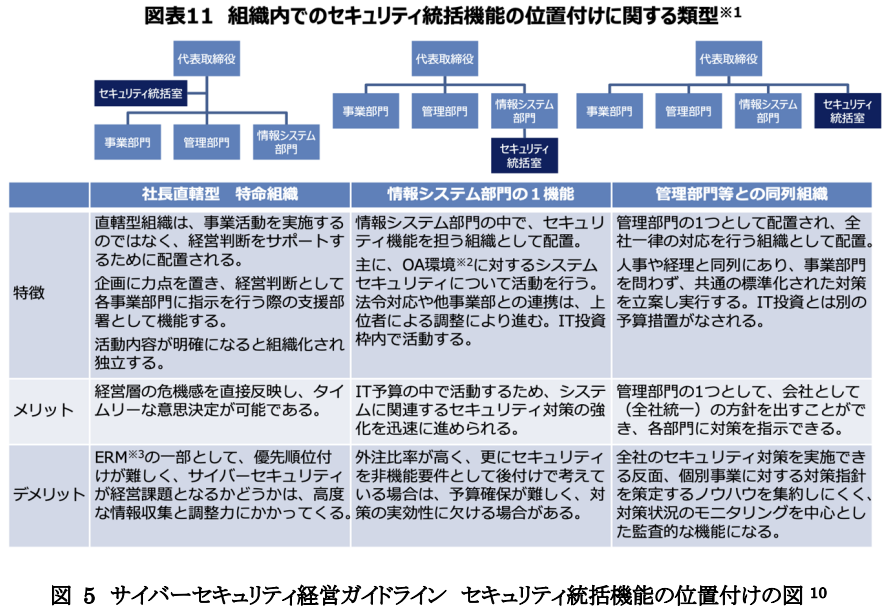 図表11 組織内でのセキュリティ統括機能の位置付けに関する類型※1
代表取締役
セキュリティ統括室
事業部門
管理部門
情報システム
部門
代表取締役
事業部門
管理部門
情報システム
部門
セキュリティ
統括室
代表取締役
事業部門
管理部門
情報システム
部門
セキュリティ
統括室
社長直轄型 特命組織
情報システム部門の１機能
管理部門等との同列組織
特徴
直轄型組織は、事業活動を実施する
のではなく、経営判断をサポートす
るために配置される。
企画に力点を置き、経営判断として
各事業部門に指示を行う際の支援部
署として機能する。
活動内容が明確になると組織化され
独立する。
情報システム部門の中で、セキュリ
ティ機能を担う組織として配置。
主に、OA環境※2に対するシステム
セキュリティについて活動を行う。
法令対応や他事業部との連携は、上
位者による調整により進む。IT投資
枠内で活動する。
管理部門の1つとして配置され、全
社一律の対応を行う組織として配置。
人事や経理と同列にあり、事業部門
を問わず、共通の標準化された対策
を立案し実行する。IT投資とは別の
予算措置がなされる。
メリット
経営層の危機感を直接反映し、タイ
ムリーな意思決定が可能である。
IT予算の中で活動するため、システ
ムに関連するセキュリティ対策の強
化を迅速に進められる。
管理部門の1つとして、会社として
（全社統一）の方針を出すことがで
き、各部門に対策を指示できる。
デメリット
ERM※3の一部として、優先順位付
けが難しく、サイバーセキュリティ
が経営課題となるかどうかは、高度
な情報収集と調整力にかかってくる。
外注比率が高く、更にセキュリティ
を非機能要件として後付けで考えて
いる場合は、予算確保が難しく、対
策の実効性に欠ける場合がある。
全社のセキュリティ対策を実施でき
る反面、個別事業に対する対策指針
を策定するノウハウを集約しにくく、
対策状況のモニタリングを中心とし
た監査的な機能になる。
図 5 サイバーセキュリティ経営ガイドライン セキュリティ統括機能の位置付けの図 10